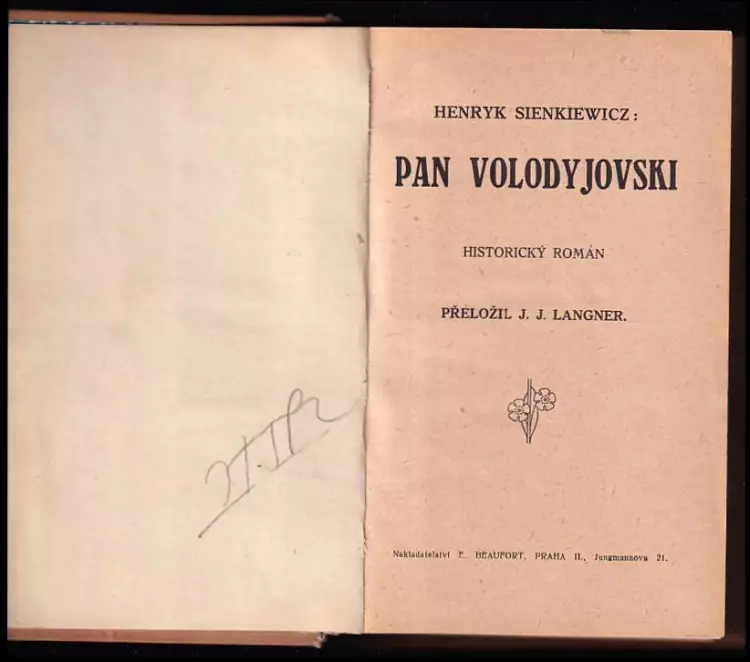 HENRYK SIENKIEWICZ:
PAN VOLODYJOVSKI
HISTORICKÝ ROMÁN
PŘELOŽIL J. J. LANGNER.
Nakladatelství E. BEAUFORT, PRAHA II., Jungmannova 21.